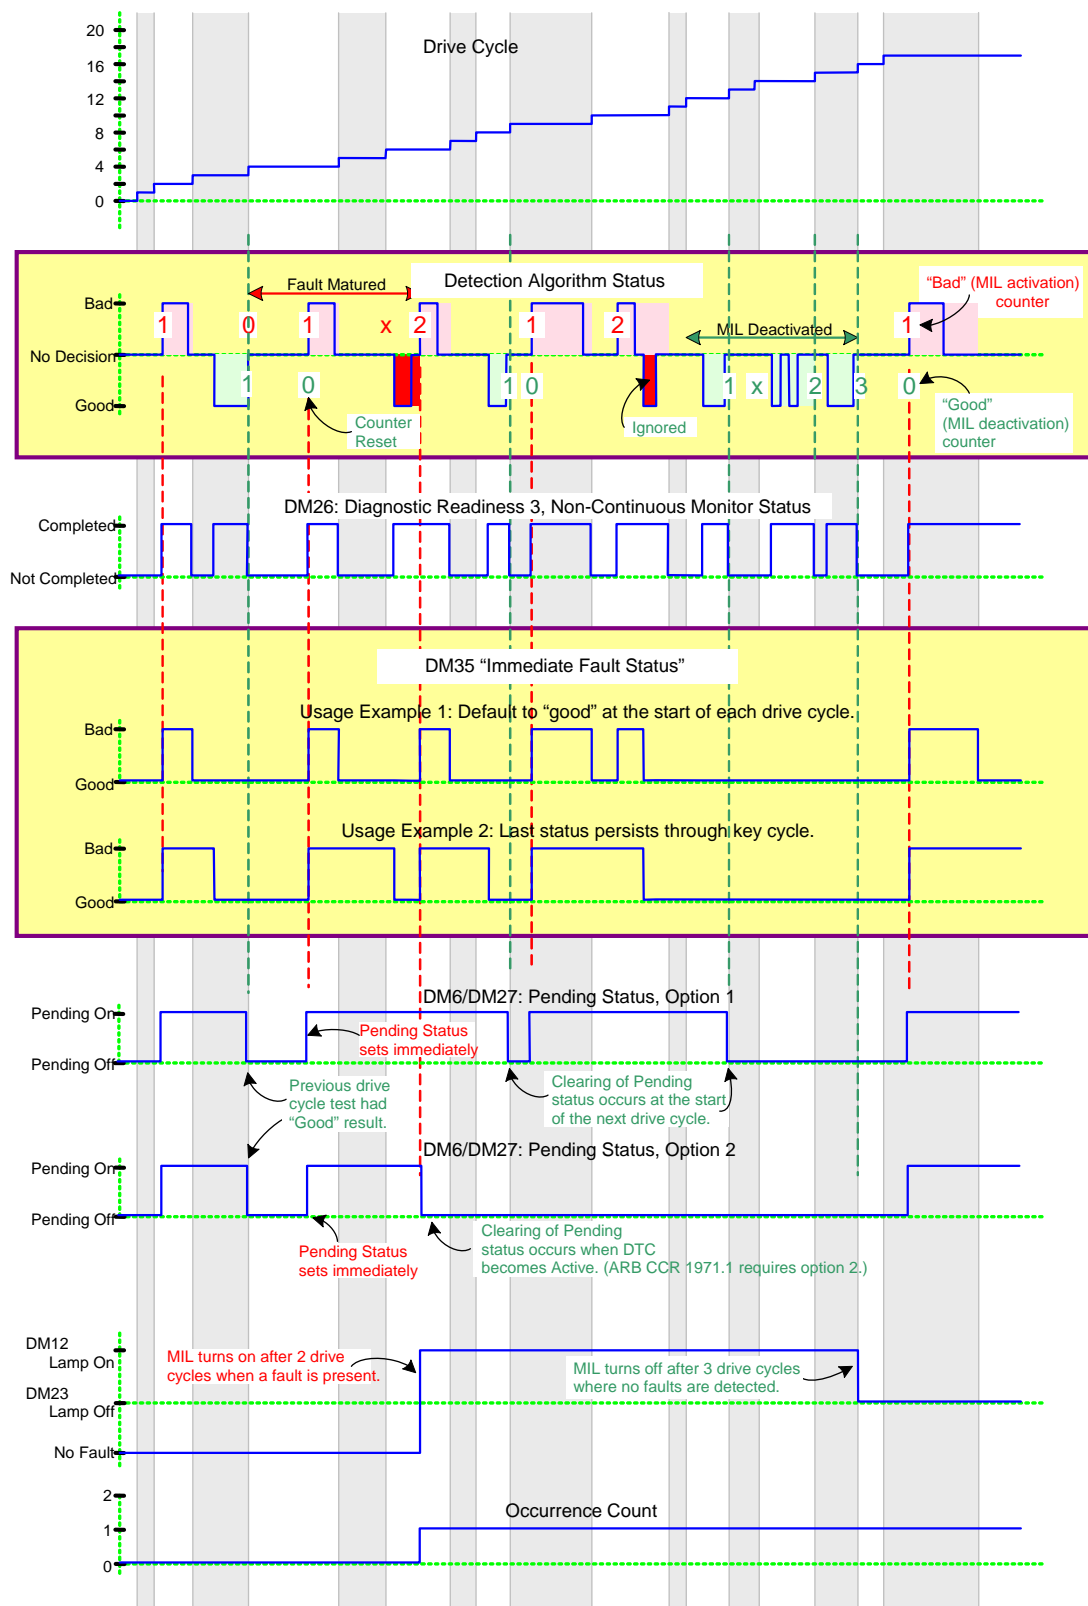 Drive Cycle
20
16
12
8
4
0
Detection Algorithm Status
Fault Matured
"Bad" (MIL activation)
counter
Bad
No Decision
Good
1
0
1
x
2
1
2
1
MIL Deactivated
1
0
1
0
1
x
2
3
0
Counter
Reset
Ignored
"Good"
(MIL deactivation)
counter
DM26: Diagnostic Readiness 3, Non-Continuous Monitor Status
Completed
Not Completed
DM35 "Immediate Fault Status"
Usage Example 1: Default to "good" at the start of each drive cycle.
Bad
Good
Usage Example 2: Last status persists through key cycle.
Bad
Good
DM6/DM27: Pending Status, Option 1
Pending On
Pending Off
Pending Status
sets immediately
Previous drive
cycle test had
"Good" result.
Clearing of Pending
status occurs at the start
of the next drive cycle.
DM6/DM27: Pending Status, Option 2
Pending On
Pending Off
Pending Status
sets immediately
Clearing of Pending
status occurs when DTC
becomes Active. (ARB CCR 1971.1 requires option 2.)
DM12
Lamp On
DM23
Lamp Off
No Fault
MIL turns on after 2 drive
cycles when a fault is present.
MIL turns off after 3 drive cycles
where no faults are detected.
Occurrence Count
2
1
0